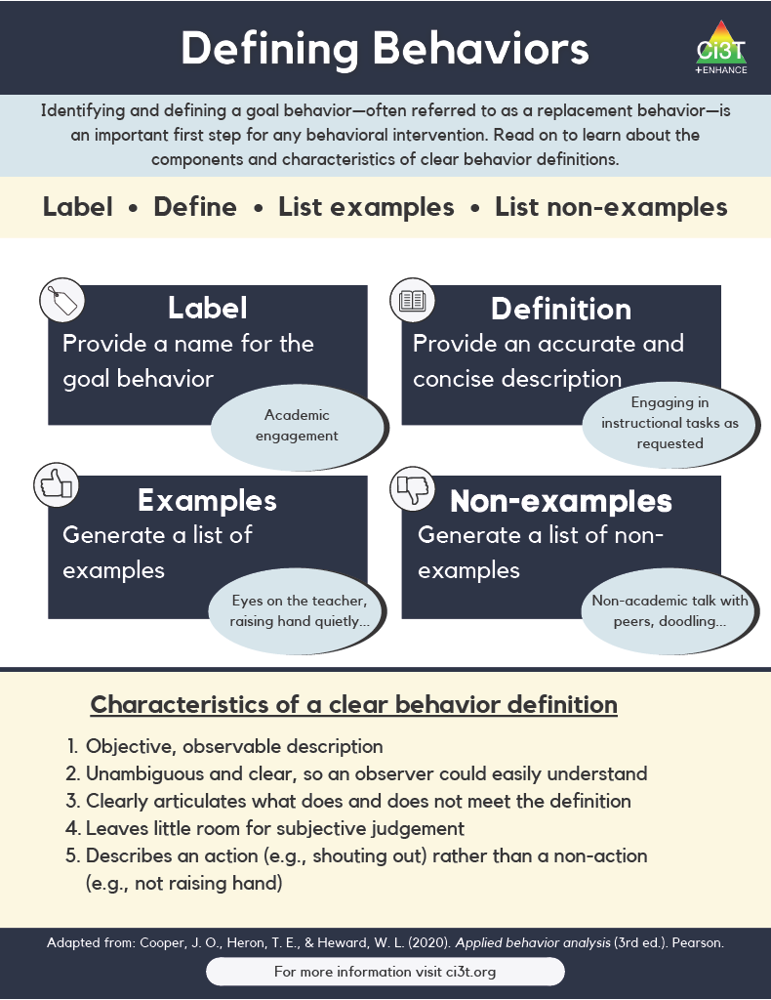 Defining Behaviors
Ci3T
+ENHANCE
Identifying and defining a goal behavior—often referred to as a replacement behavior—is
an important first step for any behavioral intervention. Read on to learn about the
components and characteristics of clear behavior definitions.
Label • Define • List examples • List non-examples
Label
Provide a name for the
goal behavior
Academic
engagement
Definition
Provide an accurate and
concise description
Engaging in
instructional tasks as
requested
Examples
Generate a list of
examples
Eyes on the teacher,
raising hand quietly...
Non-examples
Generate a list of non-
examples
Non-academic talk with
peers, doodling...
Characteristics of a clear behavior definition
1. Objective, observable description
2. Unambiguous and clear, so an observer could easily understand
3. Clearly articulates what does and does not meet the definition
4. Leaves little room for subjective judgement
5. Describes an action (e.g., shouting out) rather than a non-action
(e.g., not raising hand)
Adapted from: Cooper, J. O., Heron, T. E., & Heward, W. L. (2020). Applied behavior analysis (3rd ed.). Pearson.
For more information visit ci3t.org